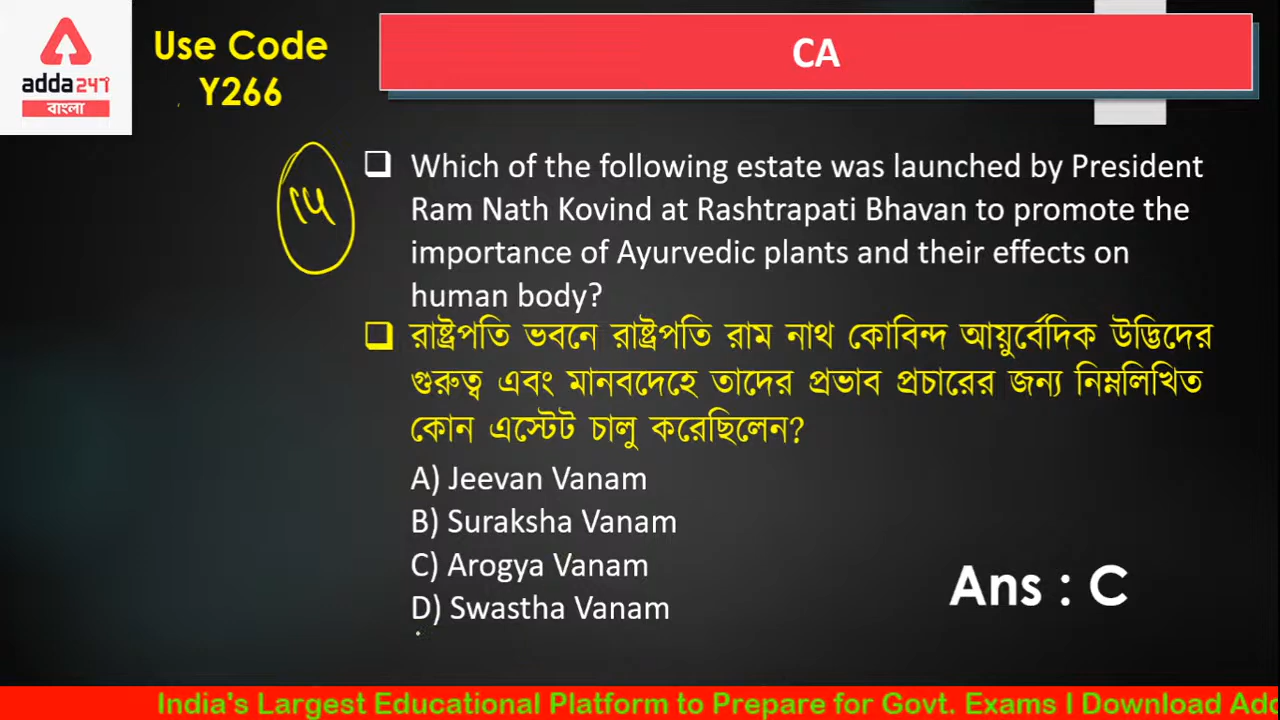 adda247
বাংলা
Use Code
Y266
CA
Which of the following estate was launched by President
Ram Nath Kovind at Rashtrapati Bhavan to promote the
importance of Ayurvedic plants and their effects on
human body?
রাষ্ট্রপতি ভবনে রাষ্ট্রপতি রাম নাথ কোবিন্দ আয়ুর্বেদিক উদ্ভিদের
গুরুত্ব এবং মানবদেহে তাদের প্রভাব প্রচারের জন্য নিম্নলিখিত
কোন এস্টেট চালু করেছিলেন?
A) Jeevan Vanam
B) Suraksha Vanam
C) Arogya Vanam
D) Swastha Vanam
Ans : C
India's Largest Educational Platform to Prepare for Govt. Exams I Download Add